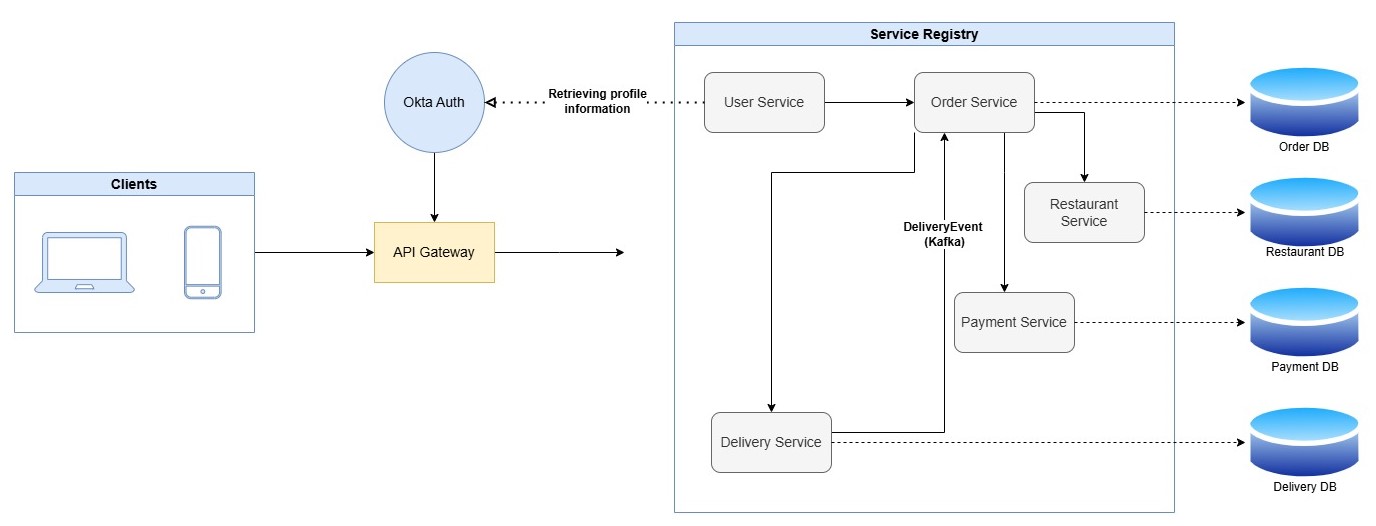 Service Registry
Okta Auth
Retrieving profile
information
User Service
Order Service
Order DB
Clients
Restaurant
Service
Restaurant DB
API Gateway
DeliveryEvent
(Kafka)
Payment Service
Payment DB
Delivery Service
Delivery DB